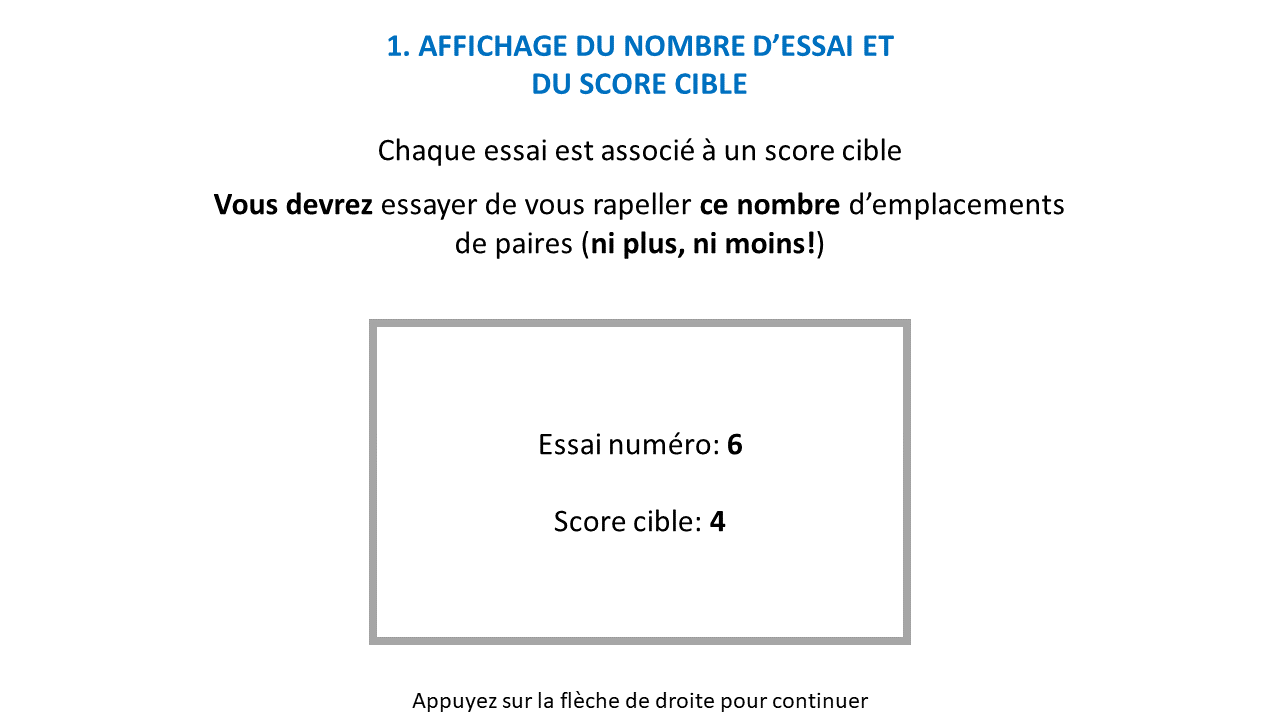 1. AFFICHAGE DU NOMBRE D’ESSAI ET
DU SCORE CIBLE
Chaque essai est associé à un score cible
Vous devrez essayer de vous rapeller ce nombre d’emplacements
de paires (ni plus, ni moins!)
Essai numéro: 6
Score cible: 4
Appuyez sur la flèche de droite pour continuer